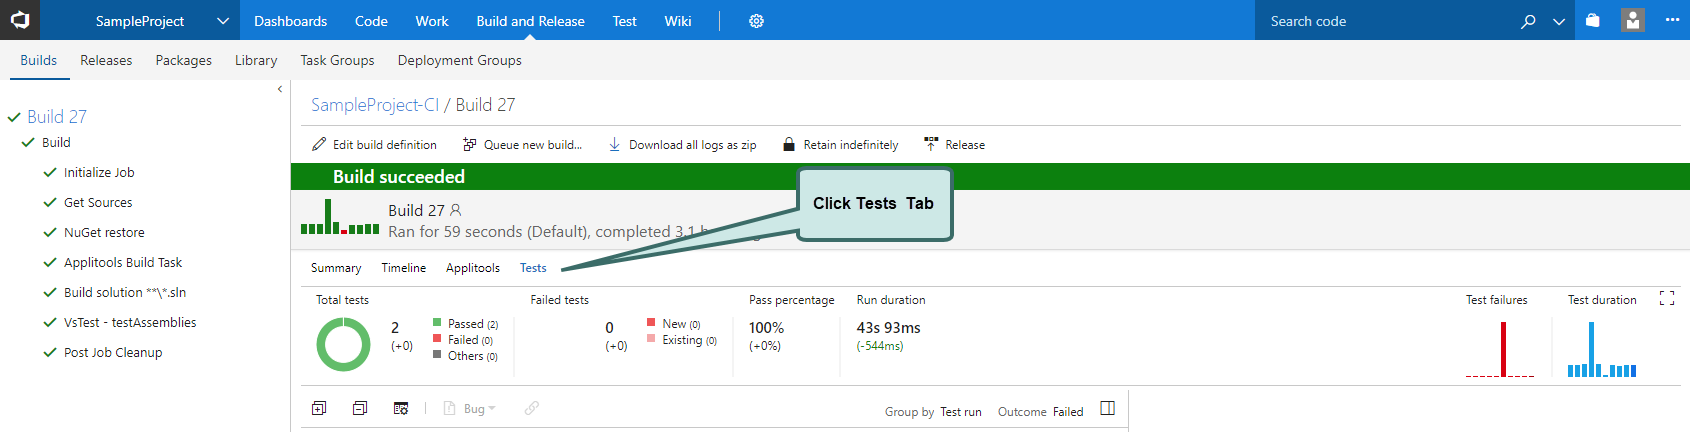 SampleProject Dashboards Code Work Build and Release Test Wiki Search code
Builds Releases Packages Library Task Groups Deployment Groups
Build 27
Build
Initialize Job
Get Sources
NuGet restore
Applitools Build Task
Build solution **\*.sln
VsTest - testAssemblies
Post Job Cleanup
SampleProject-CI / Build 27
Edit build definition Queue new build... Download all logs as zip Retain indefinitely Release
Build succeeded
Click Tests Tab
Build 27
Ran for 59 seconds (Default), completed 3.1
Summary Timeline Applitools Tests
Total tests
2
(+0)
Passed (2)
Failed (0)
Others (0)
Failed tests
0
(+0)
New (0)
Existing (0)
Pass percentage
100%
(+0%)
Run duration
43s 93ms
(-544ms)
Test failures
Test duration
Bug
Group by Test run Outcome Failed